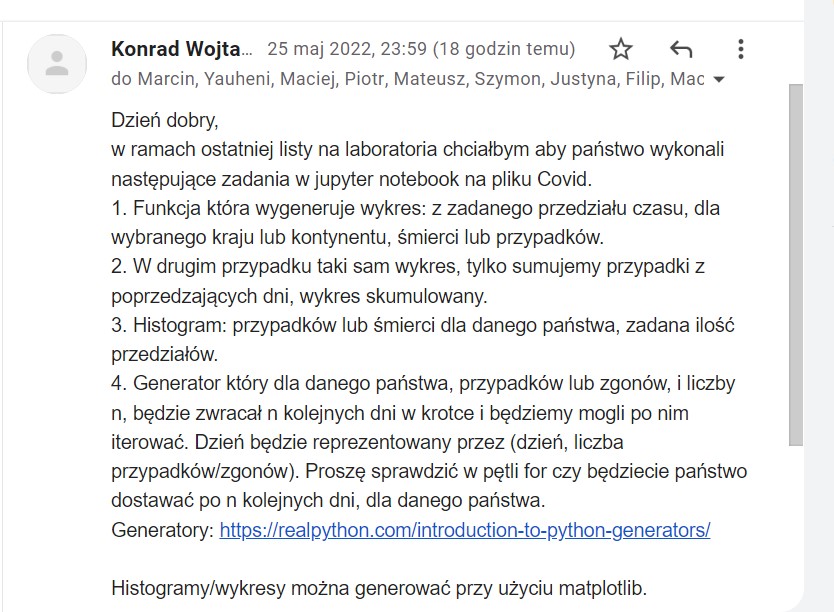 Konrad Wojta... 25 maj 2022, 23:59 (18 godzin temu)
do Marcin, Yauheni, Maciej, Piotr, Mateusz, Szymon, Justyna, Filip, Mac
Dzień dobry,
w ramach ostatniej listy na laboratoria chciałbym aby państwo wykonali
następujące zadania w jupyter notebook na pliku Covid.
1. Funkcja która wygeneruje wykres: z zadanego przedziału czasu, dla
wybranego kraju lub kontynentu, śmierci lub przypadków.
2. W drugim przypadku taki sam wykres, tylko sumujemy przypadki z
poprzedzających dni, wykres skumulowany.
3. Histogram: przypadków lub śmierci dla danego państwa, zadana ilość
przedziałów.
4. Generator który dla danego państwa, przypadków lub zgonów, i liczby
n, będzie zwracał n kolejnych dni w krotce i będziemy mogli po nim
iterować. Dzień będzie reprezentowany przez (dzień, liczba
przypadków/zgonów). Proszę sprawdzić w pętli for czy będziecie państwo
dostawać po n kolejnych dni, dla danego państwa.
Generatory: https://realpython.com/introduction-to-python-generators/
Histogramy/wykresy można generować przy użyciu matplotlib.